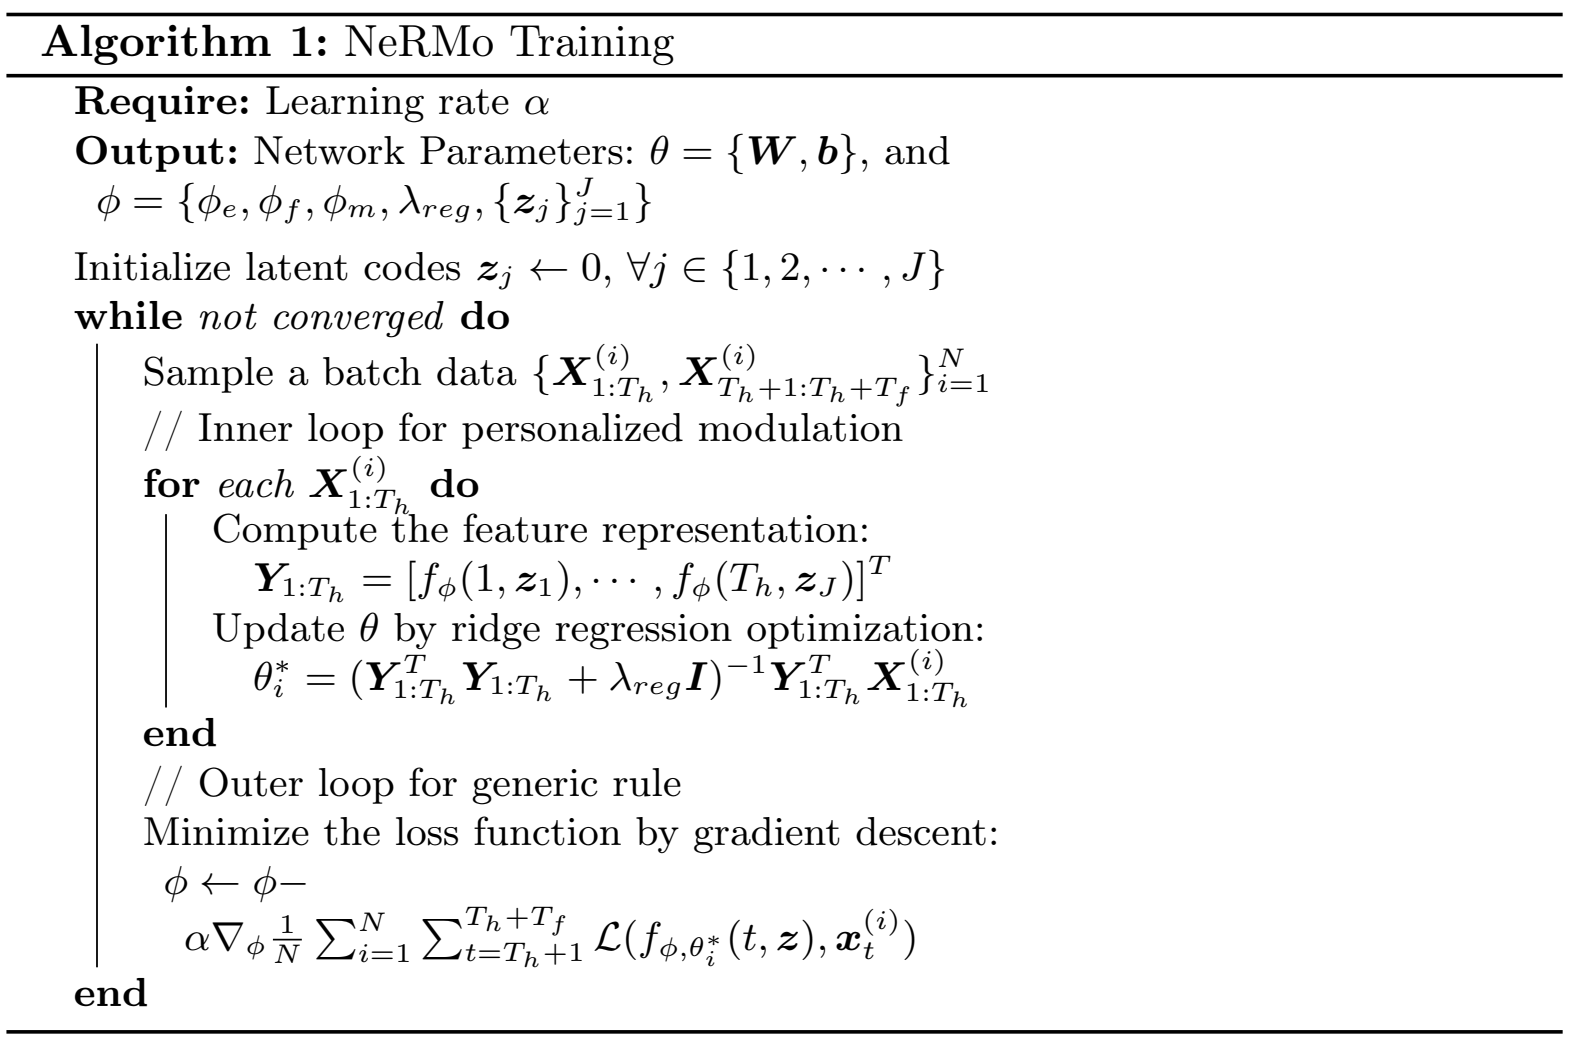 Algorithm 1: NeRMo Training
Require: Learning rate α
Output: Network Parameters: θ = {W, b}, and
ϕ = {ϕ_e, ϕ_f, ϕ_m, λ_{reg}, {z_j}_{j=1}^{J}}
Initialize latent codes z_j ← 0, ∀j ∈ {1, 2, ⋯ , J}
while not converged do
Sample a batch data {X_{1:T_h}^{(i)}, X_{T_h+1:T_h+T_f}^{(i)}}_{i=1}^{N}
// Inner loop for personalized modulation
for each X_{1:T_h}^{(i)} do
Compute the feature representation:
Y_{1:T_h} = [f_ϕ(1, z_1), ⋯ , f_ϕ(T_h, z_J)]^T
Update θ by ridge regression optimization:
θ_i^* = (Y_{1:T_h}^T Y_{1:T_h} + λ_{reg}I)^{−1}Y_{1:T_h}^T X_{1:T_h}^{(i)}
end
// Outer loop for generic rule
Minimize the loss function by gradient descent:
ϕ ← ϕ−
α∇_ϕ \frac{1}{N} ∑_{i=1}^{N} ∑_{t=T_h+1}^{T_h+T_f} ℒ(f_{ϕ,θ_i^*}(t, z), x_t^{(i)})
end